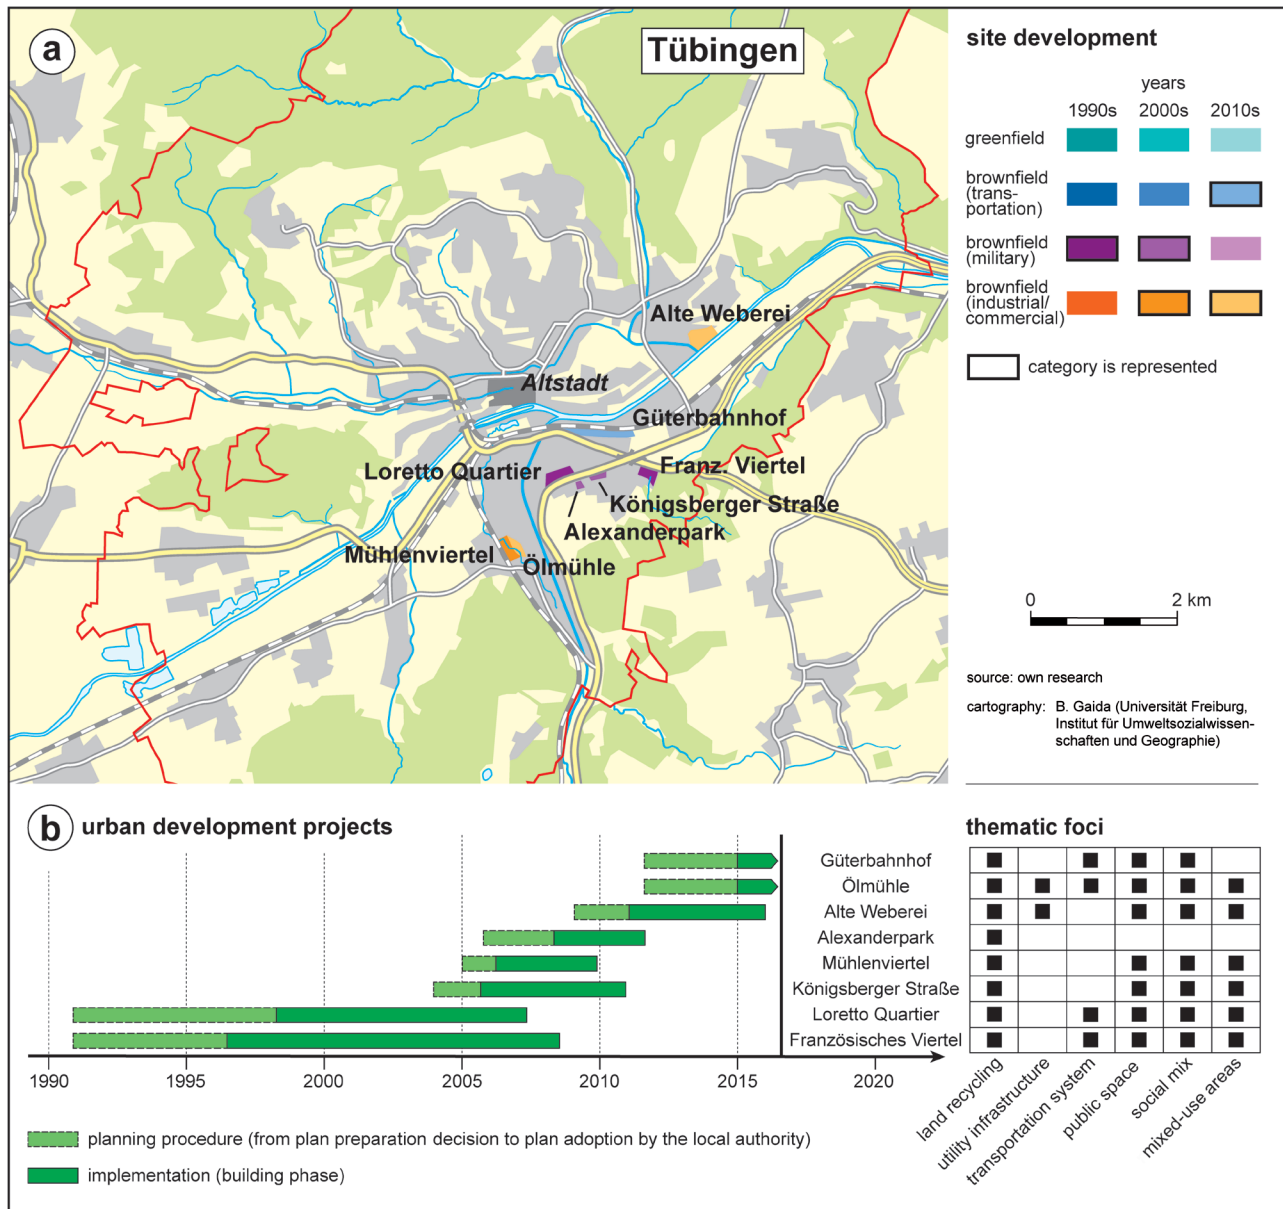 a
Tübingen
Alte Weberei
Altstadt
Güterbahnhof
Loretto Quartier
Franz. Viertel
Königsberger Straße
Alexanderpark
Mühlenviertel
Ölmühle
site development
years
1990s 2000s 2010s
greenfield
brownfield
(trans-
portation)
brownfield
(military)
brownfield
(industrial/
commercial)
category is represented
0 2 km
source: own research
cartography: B. Gaida (Universität Freiburg,
Institut für Umweltsozialwissen-
schaften und Geographie)
b urban development projects
thematic foci
Güterbahnhof
Ölmühle
Alte Weberei
Alexanderpark
Mühlenviertel
Königsberger Straße
Loretto Quartier
Französisches Viertel
1990 1995 2000 2005 2010 2015 2020
land recycling
utility infrastructure
transportation system
public space
social mix
mixed-use areas
planning procedure (from plan preparation decision to plan adoption by the local authority)
implementation (building phase)